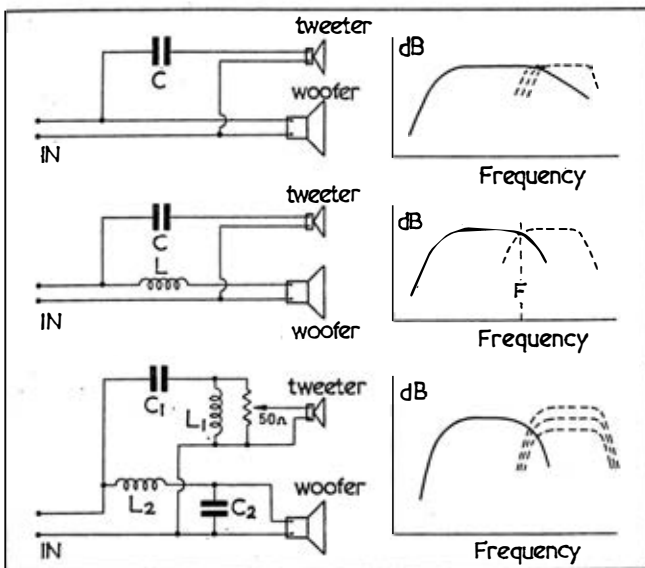 tweeter
C
woofer
IN
dB
Frequency
tweeter
C
L
IN
woofer
dB
F
Frequency
tweeter
C1
L1
50Ω
woofer
L2
C2
IN
dB
Frequency